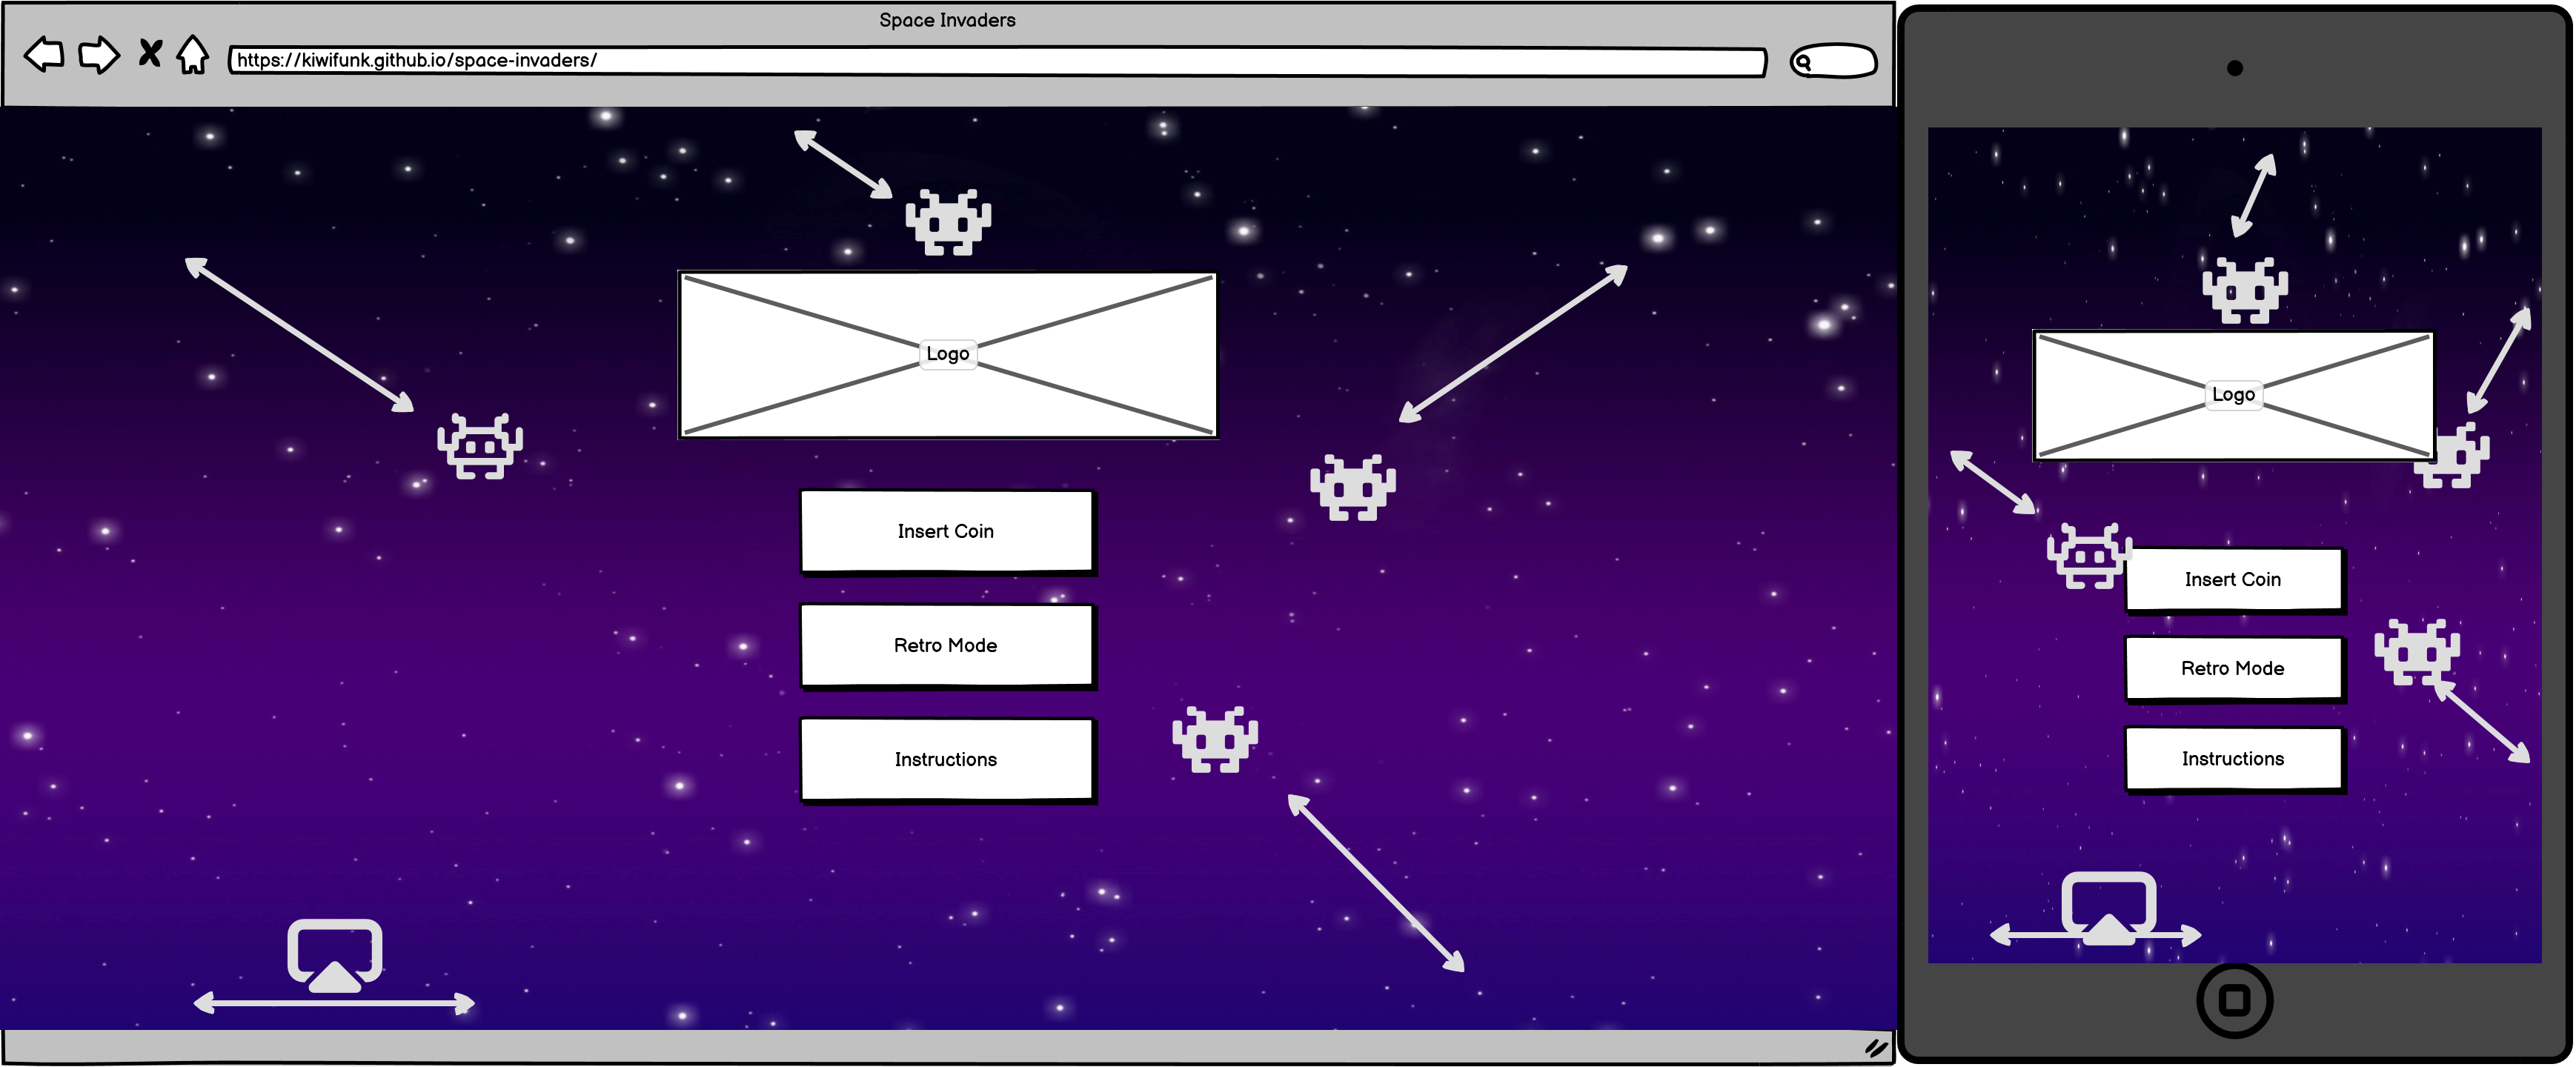 Space Invaders
https://kiwifunk.github.io/space-invaders/
Logo
Insert Coin
Retro Mode
Instructions
Logo
Insert Coin
Retro Mode
Instructions